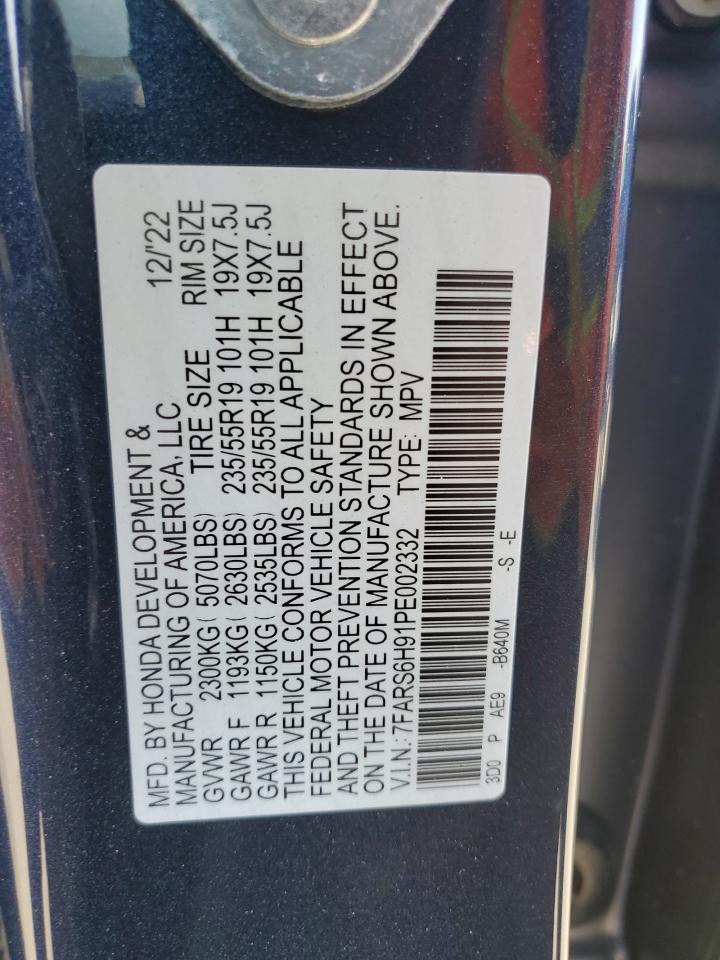 MFD. BY HONDA DEVELOPMENT &
MANUFACTURING OF AMERICA, LLC 12/'22
GVWR 2300KG( 5070LBS) TIRE SIZE RIM SIZE
GAWR F 1193KG( 2630LBS) 235/55R19 101H 19X7.5J
GAWR R 1150KG( 2535LBS) 235/55R19 101H 19X7.5J
THIS VEHICLE CONFORMS TO ALL APPLICABLE
FEDERAL MOTOR VEHICLE SAFETY
AND THEFT PREVENTION STANDARDS IN EFFECT
ON THE DATE OF MANUFACTURE SHOWN ABOVE.
V.I.N.: 7FARS6H91PE002332 TYPE: MPV
3D0 P AE9 -B640M -S -E